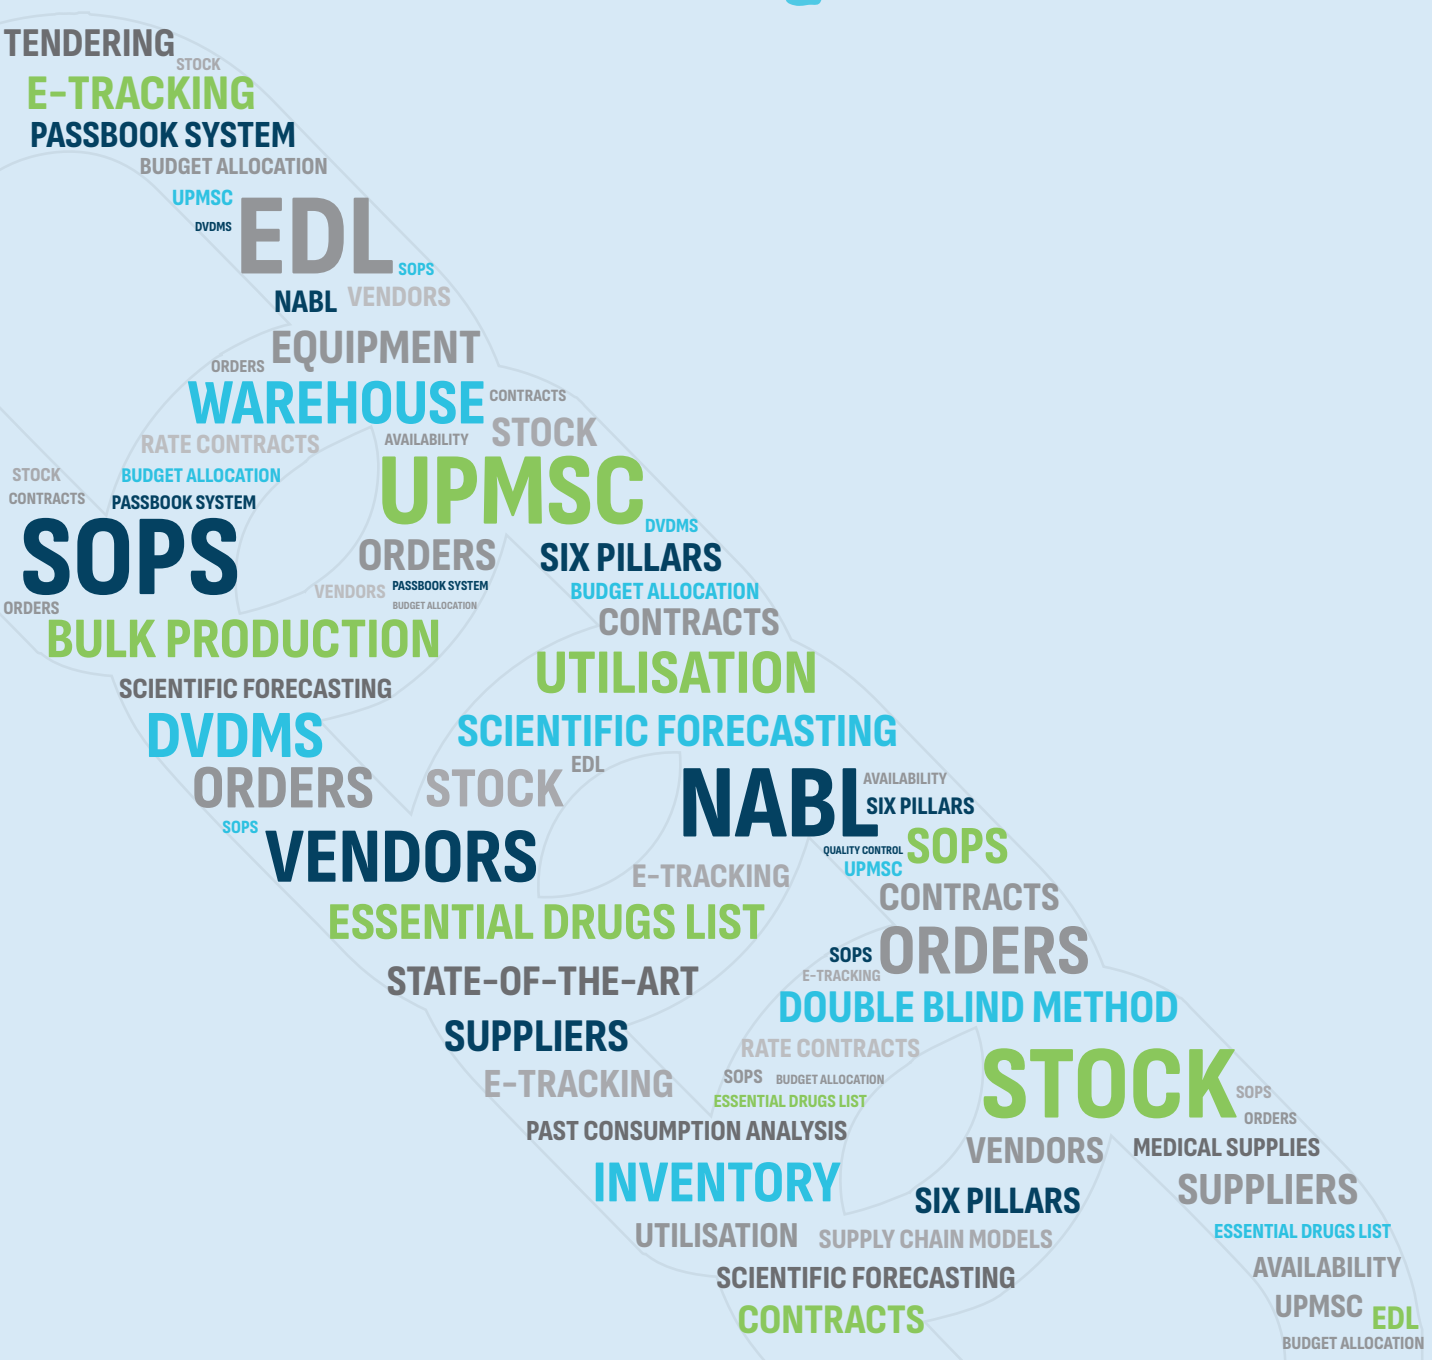 TENDERING
STOCK
E-TRACKING
PASSBOOK SYSTEM
BUDGET ALLOCATION
UPMSC
DVDMS
EDL
SOPS
NABL VENDORS
EQUIPMENT
ORDERS
WAREHOUSE
CONTRACTS
RATE CONTRACTS
AVAILABILITY
STOCK
STOCK
BUDGET ALLOCATION
CONTRACTS
PASSBOOK SYSTEM
UPMSC
DVDMS
SOPS
ORDERS
SIX PILLARS
VENDORS
PASSBOOK SYSTEM
BUDGET ALLOCATION
BUDGET ALLOCATION
ORDERS
CONTRACTS
BULK PRODUCTION
UTILISATION
SCIENTIFIC FORECASTING
DVDMS
SCIENTIFIC FORECASTING
ORDERS
STOCK
EDL
NABL
AVAILABILITY
SIX PILLARS
SOPS
VENDORS
QUALITY CONTROL
SOPS
UPMSC
E-TRACKING
CONTRACTS
ESSENTIAL DRUGS LIST
SOPS
ORDERS
E-TRACKING
STATE-OF-THE-ART
DOUBLE BLIND METHOD
SUPPLIERS
RATE CONTRACTS
E-TRACKING
SOPS
BUDGET ALLOCATION
ESSENTIAL DRUGS LIST
STOCK
SOPS
ORDERS
PAST CONSUMPTION ANALYSIS
VENDORS
MEDICAL SUPPLIES
INVENTORY
SIX PILLARS
SUPPLIERS
UTILISATION
SUPPLY CHAIN MODELS
ESSENTIAL DRUGS LIST
SCIENTIFIC FORECASTING
AVAILABILITY
CONTRACTS
UPMSC
EDL
BUDGET ALLOCATION